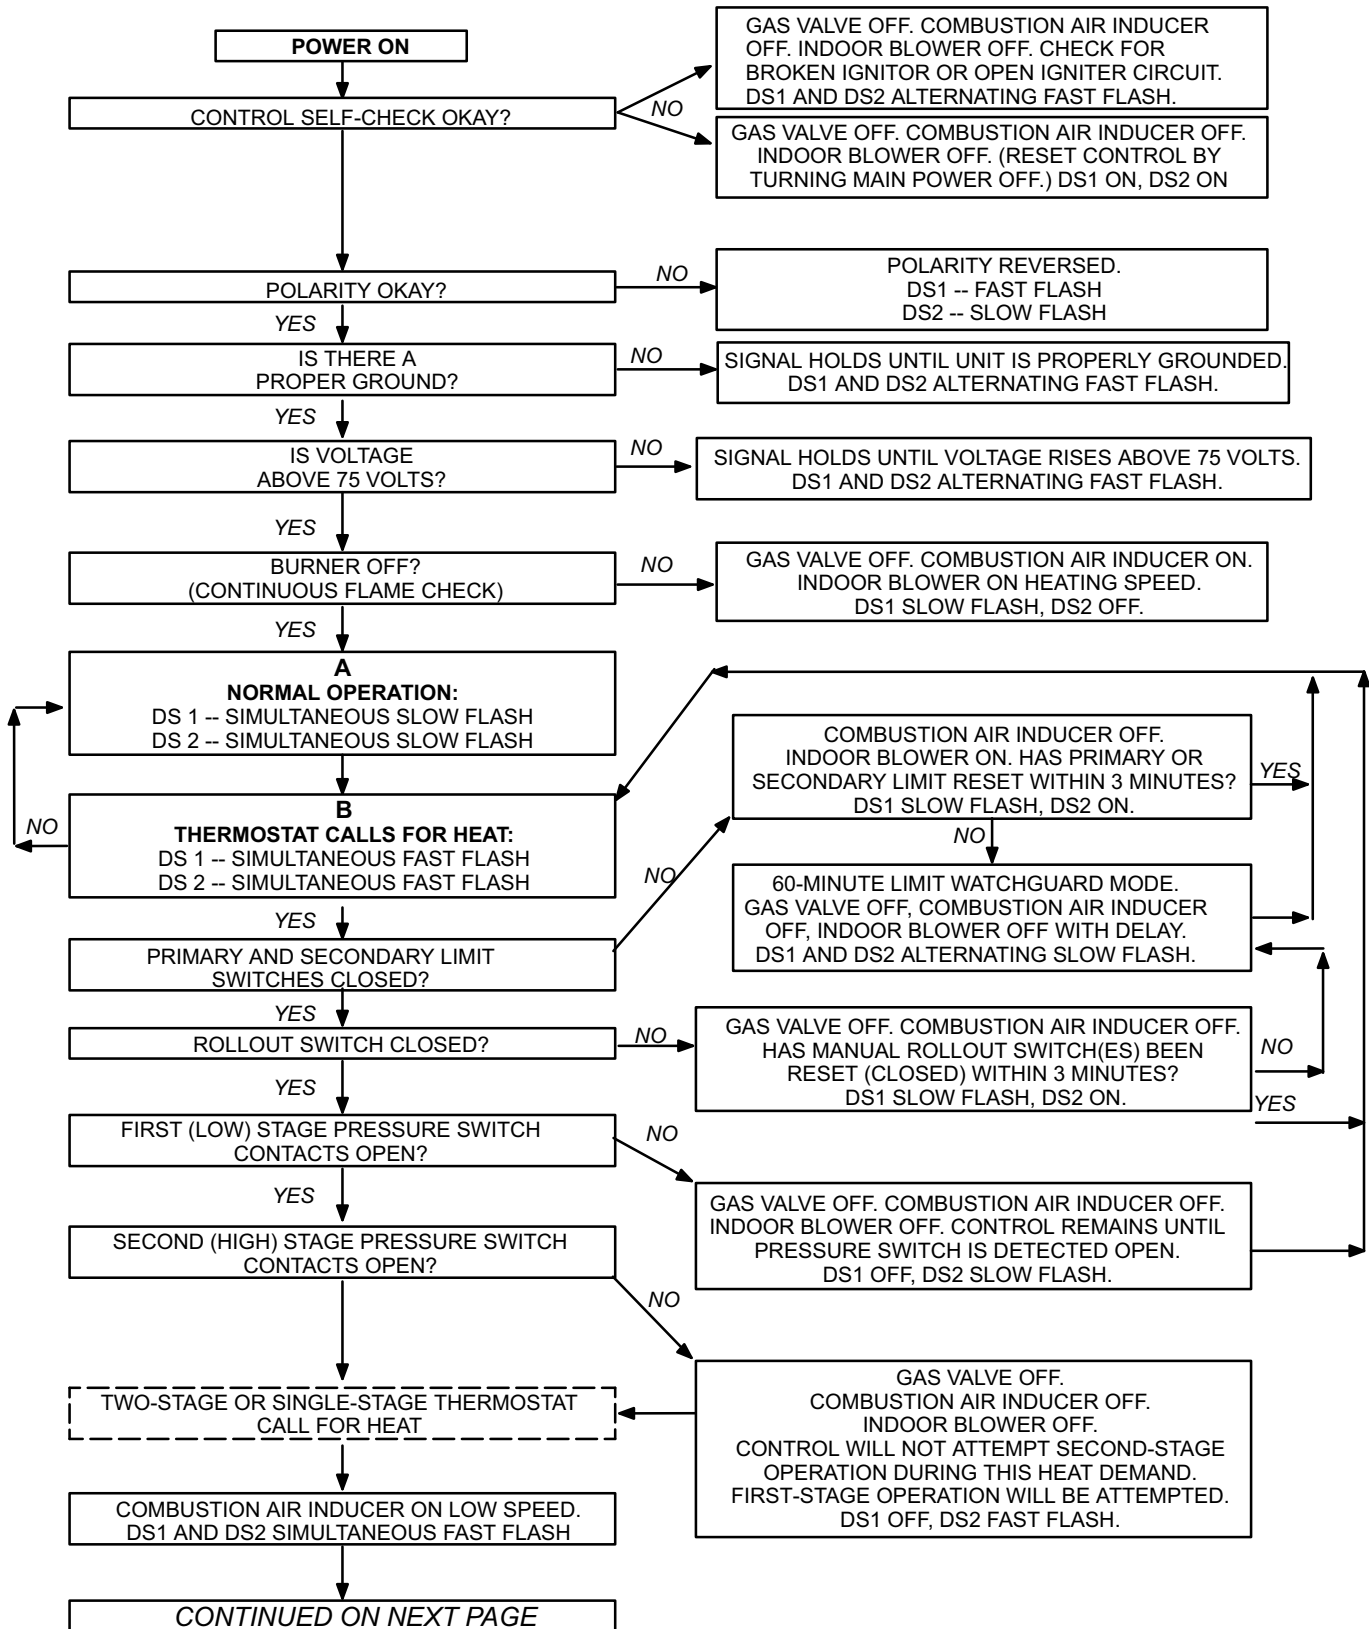 POWER ON
GAS VALVE OFF. COMBUSTION AIR INDUCER
OFF. INDOOR BLOWER OFF. CHECK FOR
BROKEN IGNITOR OR OPEN IGNITER CIRCUIT.
DS1 AND DS2 ALTERNATING FAST FLASH.
CONTROL SELF-CHECK OKAY?
NO
GAS VALVE OFF. COMBUSTION AIR INDUCER OFF.
INDOOR BLOWER OFF. (RESET CONTROL BY
TURNING MAIN POWER OFF.) DS1 ON, DS2 ON
POLARITY OKAY?
NO
POLARITY REVERSED.
DS1 -- FAST FLASH
DS2 -- SLOW FLASH
YES
IS THERE A
PROPER GROUND?
NO
SIGNAL HOLDS UNTIL UNIT IS PROPERLY GROUNDED.
DS1 AND DS2 ALTERNATING FAST FLASH.
YES
IS VOLTAGE
ABOVE 75 VOLTS?
NO
SIGNAL HOLDS UNTIL VOLTAGE RISES ABOVE 75 VOLTS.
DS1 AND DS2 ALTERNATING FAST FLASH.
YES
BURNER OFF?
(CONTINUOUS FLAME CHECK)
NO
GAS VALVE OFF. COMBUSTION AIR INDUCER ON.
INDOOR BLOWER ON HEATING SPEED.
DS1 SLOW FLASH, DS2 OFF.
YES
A
NORMAL OPERATION:
DS 1 -- SIMULTANEOUS SLOW FLASH
DS 2 -- SIMULTANEOUS SLOW FLASH
COMBUSTION AIR INDUCER OFF.
INDOOR BLOWER ON. HAS PRIMARY OR
SECONDARY LIMIT RESET WITHIN 3 MINUTES?
DS1 SLOW FLASH, DS2 ON.
YES
NO
B
THERMOSTAT CALLS FOR HEAT:
DS 1 -- SIMULTANEOUS FAST FLASH
DS 2 -- SIMULTANEOUS FAST FLASH
NO
NO
60-MINUTE LIMIT WATCHGUARD MODE.
GAS VALVE OFF, COMBUSTION AIR INDUCER
OFF, INDOOR BLOWER OFF WITH DELAY.
DS1 AND DS2 ALTERNATING SLOW FLASH.
YES
PRIMARY AND SECONDARY LIMIT
SWITCHES CLOSED?
YES
ROLLOUT SWITCH CLOSED?
NO
GAS VALVE OFF. COMBUSTION AIR INDUCER OFF.
HAS MANUAL ROLLOUT SWITCH(ES) BEEN
RESET (CLOSED) WITHIN 3 MINUTES?
DS1 SLOW FLASH, DS2 ON.
NO
YES
YES
FIRST (LOW) STAGE PRESSURE SWITCH
CONTACTS OPEN?
NO
YES
GAS VALVE OFF. COMBUSTION AIR INDUCER OFF.
INDOOR BLOWER OFF. CONTROL REMAINS UNTIL
PRESSURE SWITCH IS DETECTED OPEN.
DS1 OFF, DS2 SLOW FLASH.
SECOND (HIGH) STAGE PRESSURE SWITCH
CONTACTS OPEN?
NO
GAS VALVE OFF.
COMBUSTION AIR INDUCER OFF.
INDOOR BLOWER OFF.
CONTROL WILL NOT ATTEMPT SECOND-STAGE
OPERATION DURING THIS HEAT DEMAND.
FIRST-STAGE OPERATION WILL BE ATTEMPTED.
DS1 OFF, DS2 FAST FLASH.
TWO-STAGE OR SINGLE-STAGE THERMOSTAT
CALL FOR HEAT
COMBUSTION AIR INDUCER ON LOW SPEED.
DS1 AND DS2 SIMULTANEOUS FAST FLASH
CONTINUED ON NEXT PAGE